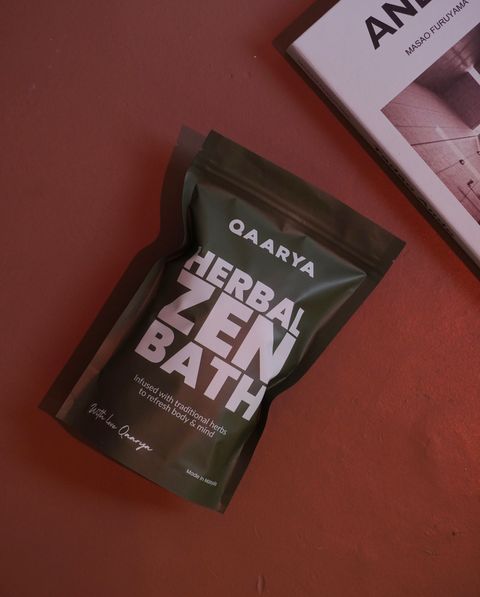 QAARYA
HERBAL
ZEN
BATH
Infused with traditional herbs
to refresh body & mind
With love Qaarya
Made in
MASAO FURUYAMA